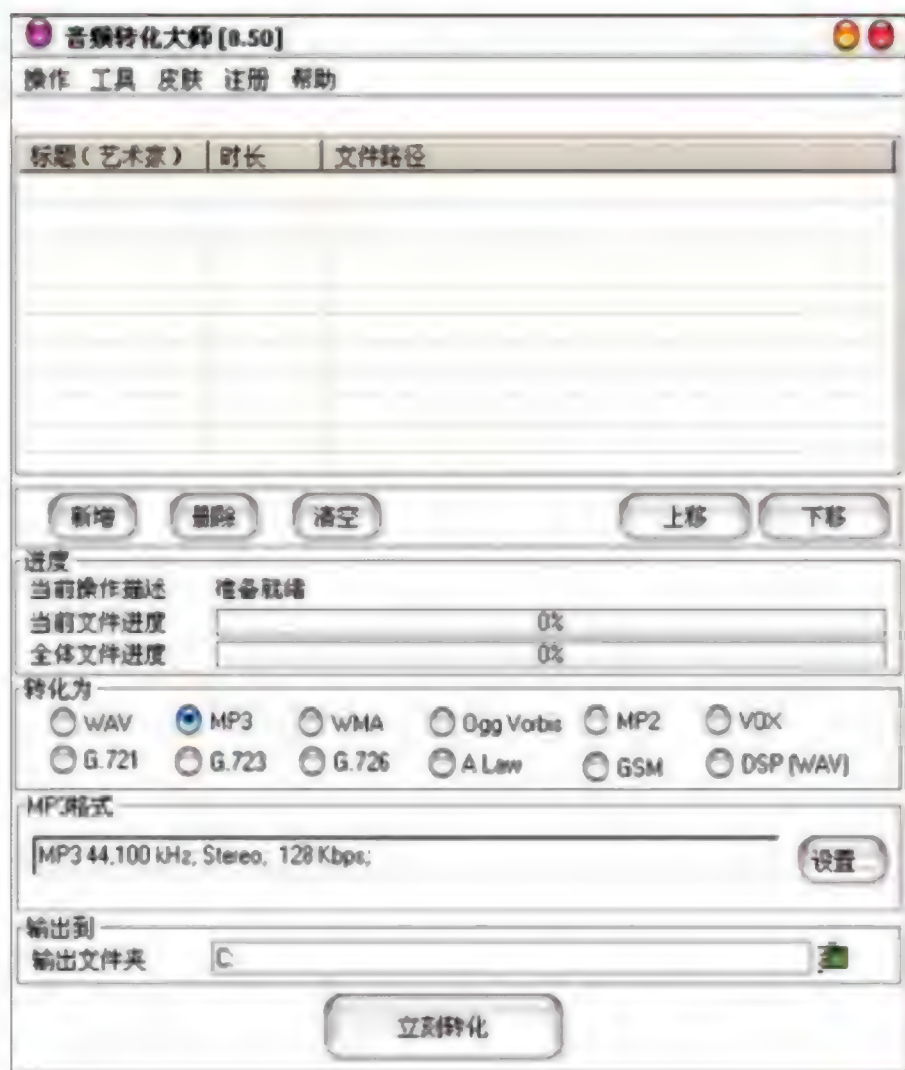 音频转化大师 [8.50]
操作 工具 皮肤 注册 帮助
标题(艺术家) 时长 文件路径
新增 删除 清空 上移 下移
进度
当前操作描述 准备就绪
当前文件进度 0%
全体文件进度 0%
转化为
WAV MP3 WMA Ogg Vorbis MP2 VOX
G.721 G.723 G.726 A Law GSM DSP (WAV)
MP3格式
MP3 44,100 kHz, Stereo, 128 Kbps;
设置...
输出到
输出文件夹 C:
立刻转化